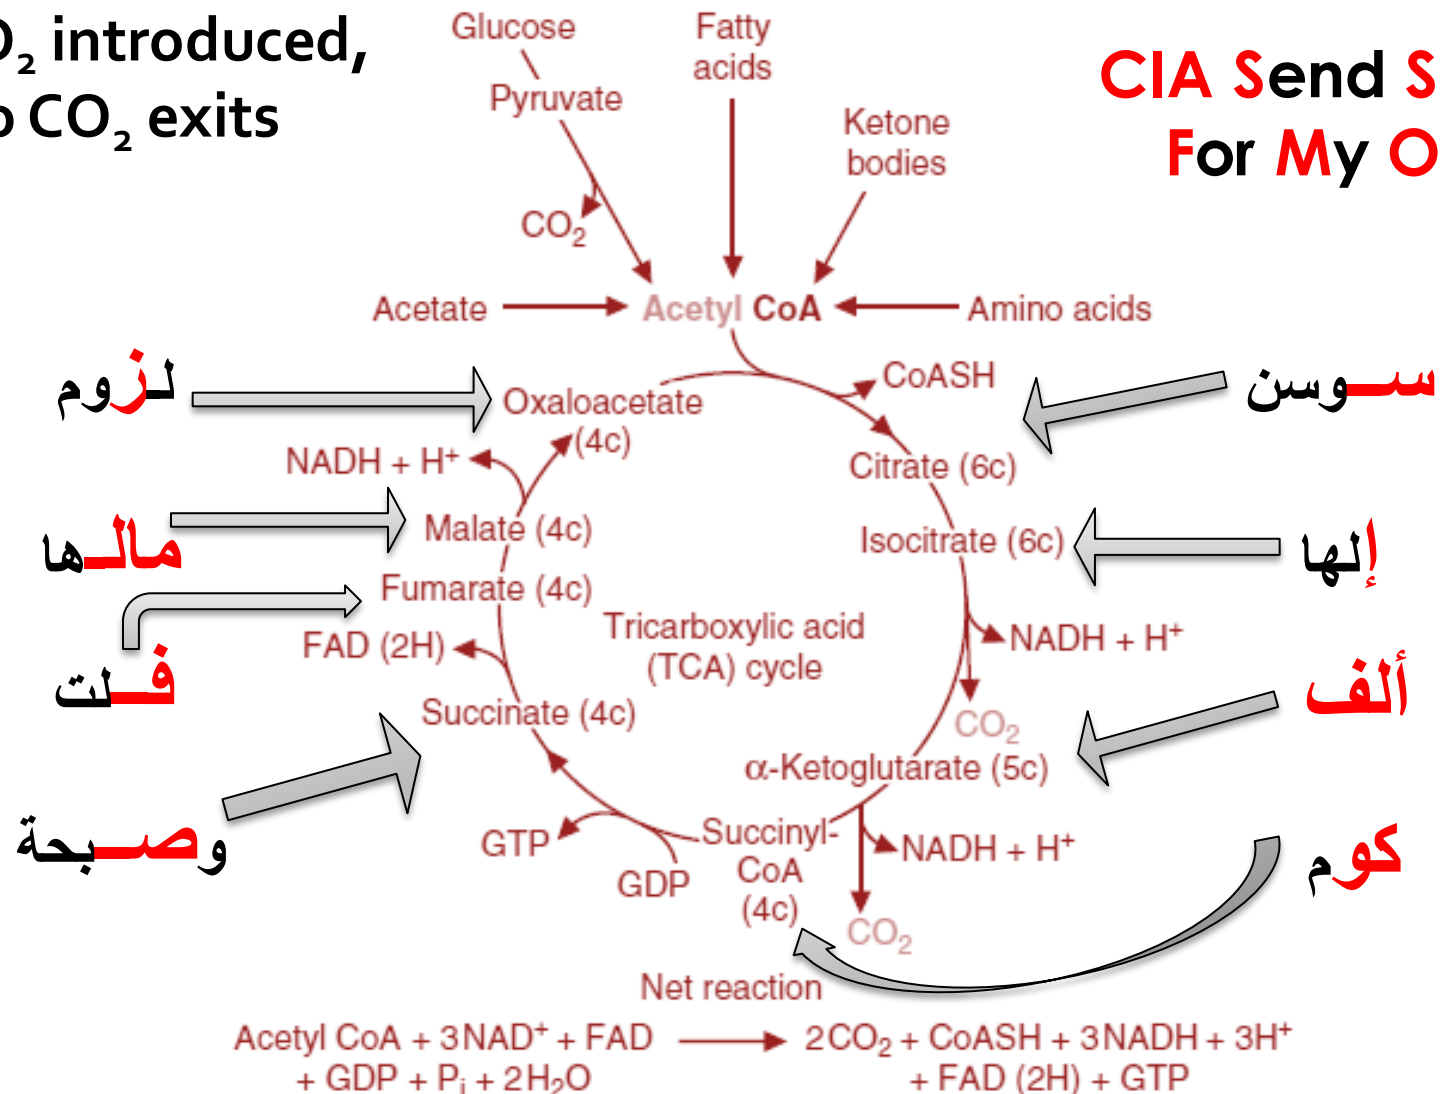 O₂ introduced,
CO₂ exits
CIA Send S
For My O
Glucose
Pyruvate
CO₂
Fatty
acids
Ketone
bodies
Acetate
Acetyl CoA
Amino acids
لـزوم
Oxaloacetate
(4c)
CoASH
سـوسن
NADH + H⁺
Citrate (6c)
مالـها
Malate (4c)
Isocitrate (6c)
إلها
Fumarate (4c)
FAD (2H)
Tricarboxylic acid
(TCA) cycle
NADH + H⁺
فـلت
Succinate (4c)
CO₂
ألف
α-Ketoglutarate (5c)
وصـبحة
GTP
GDP
Succinyl-
CoA
(4c)
NADH + H⁺
CO₂
كوم
Net reaction
Acetyl CoA + 3NAD⁺ + FAD
+ GDP + Pᵢ + 2H₂O
2CO₂ + CoASH + 3NADH + 3H⁺
+ FAD (2H) + GTP